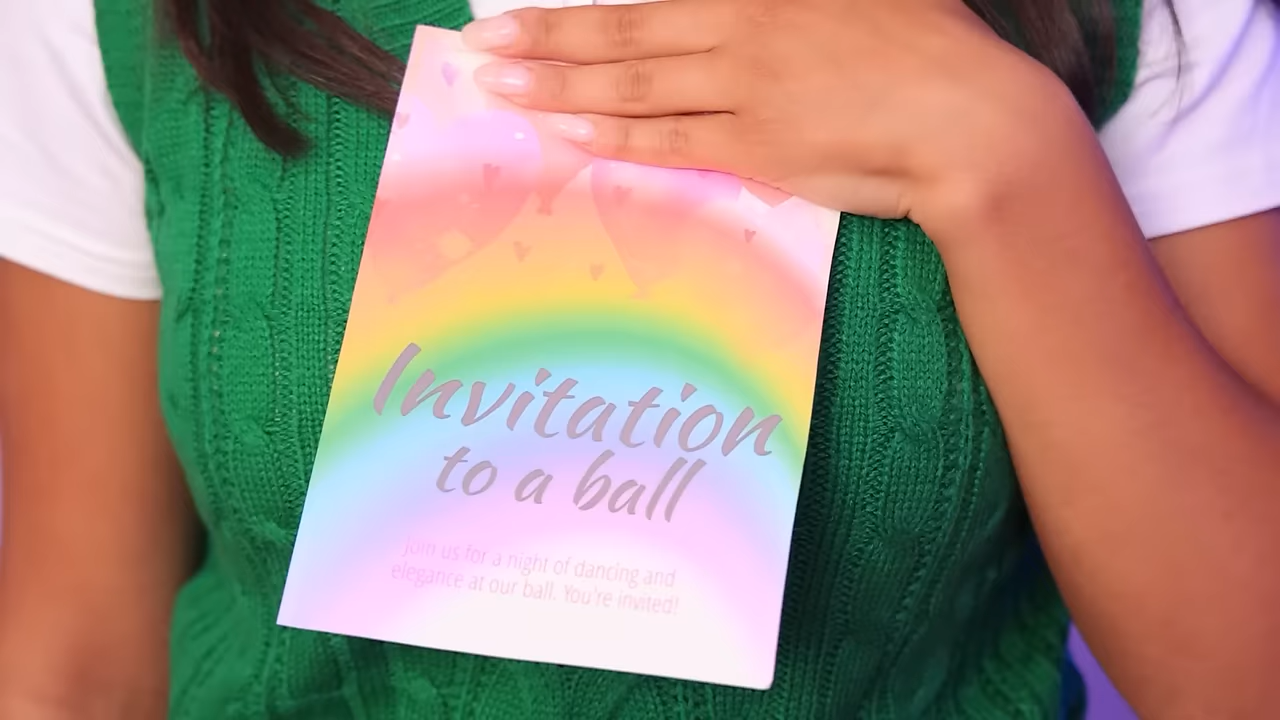 Invitation
to a ball
Join us for a night of dancing and
elegance at our ball. You're invited!